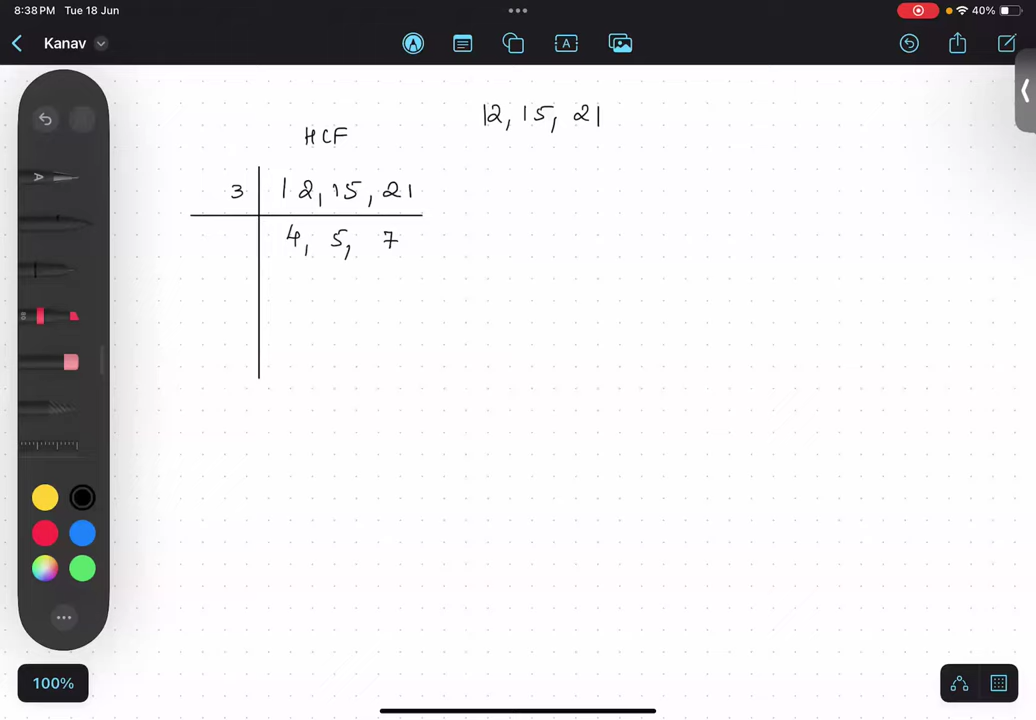 8:38 PM Tue 18 Jun
40%
Kanav
A
12, 15, 21
HCF
3 12, 15, 21
4, 5, 7
80
100%